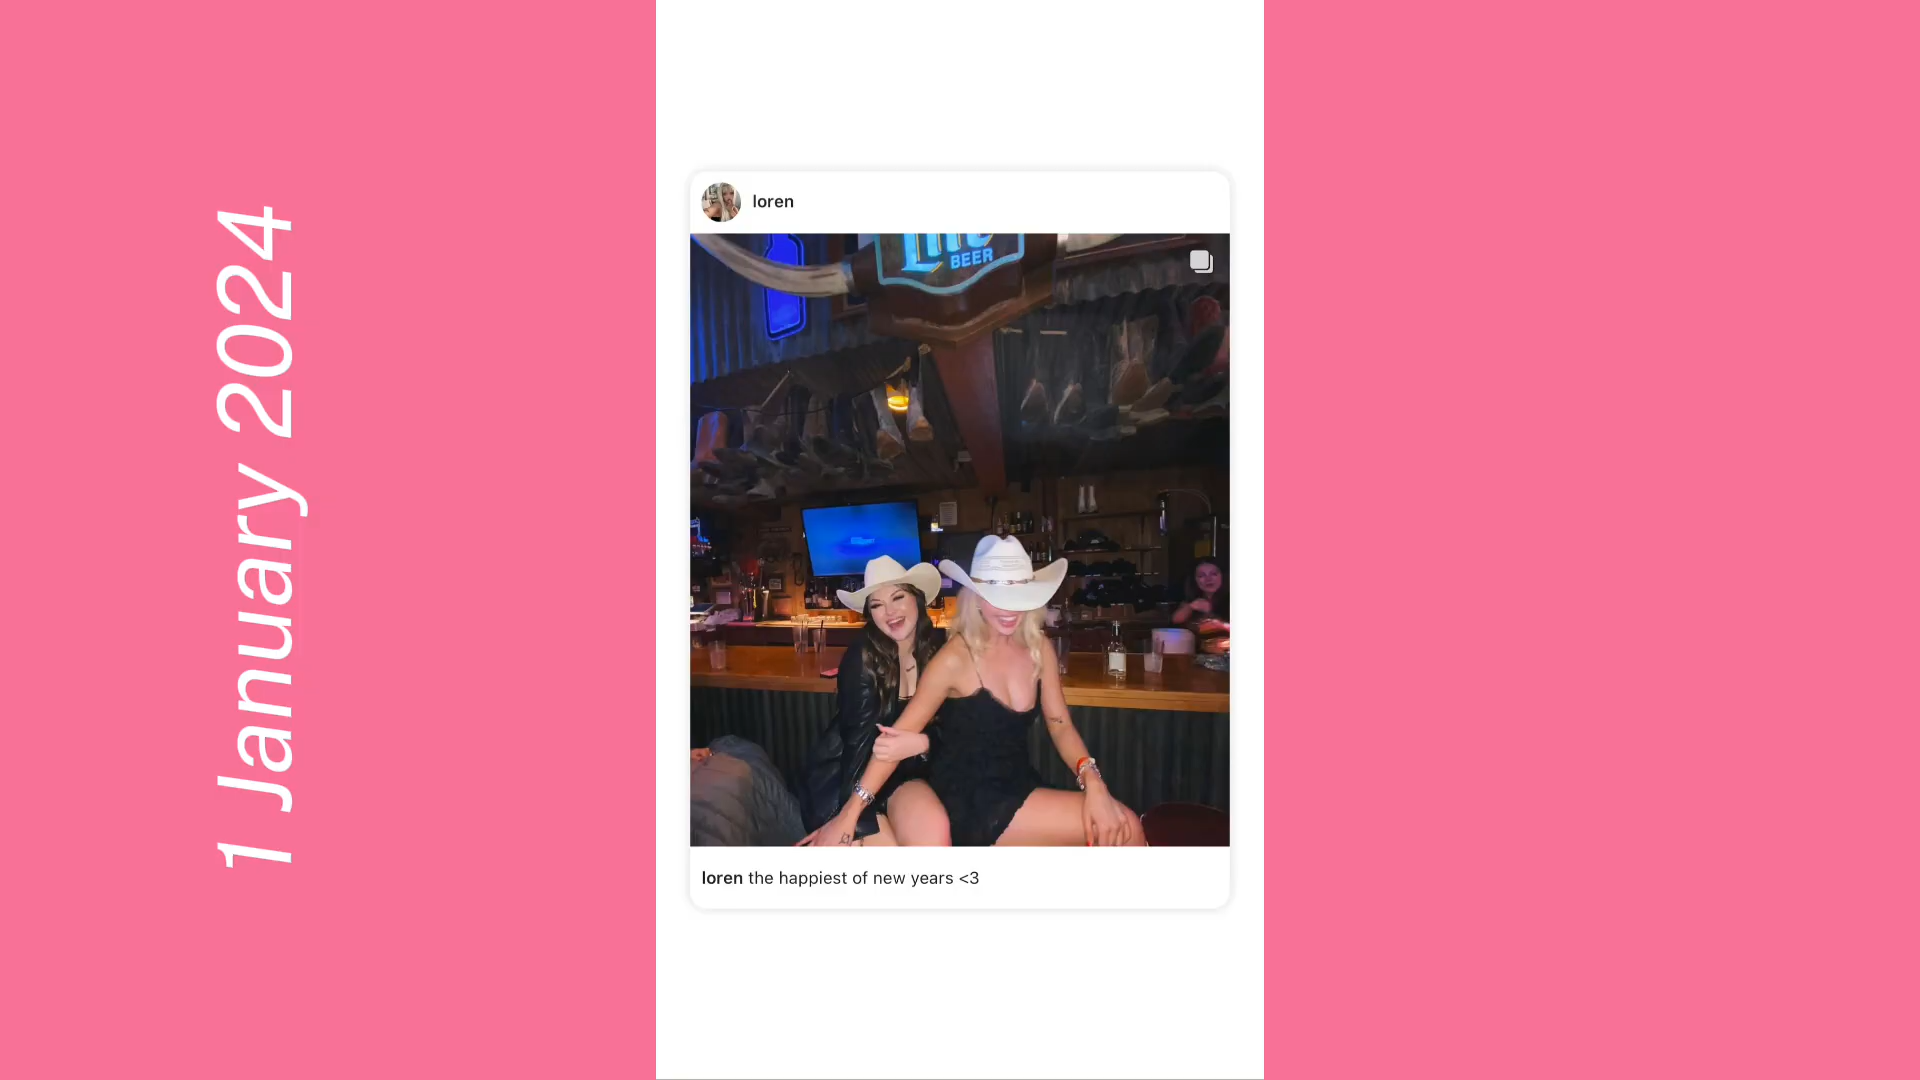 1 January 2024
loren
BEER
loren the happiest of new years <3